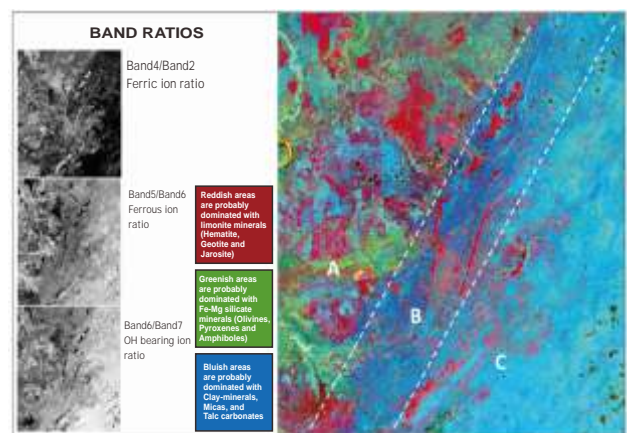 BAND RATIOS
Band4/Band2
Ferric ion ratio
Band5/Band6
Ferrous ion
ratio
Reddish areas
are probably
dominated with
limonite minerals
(Hematite,
Geotite and
Jarosite)
Greenish areas
are probably
dominated with
Fe-Mg silicate
minerals (Olivines,
Pyroxenes and
Amphiboles)
Band6/Band7
OH bearing ion
ratio
Bluish areas
are probably
dominated with
Clay-minerals,
Micas, and
Talc carbonates
A
B
C